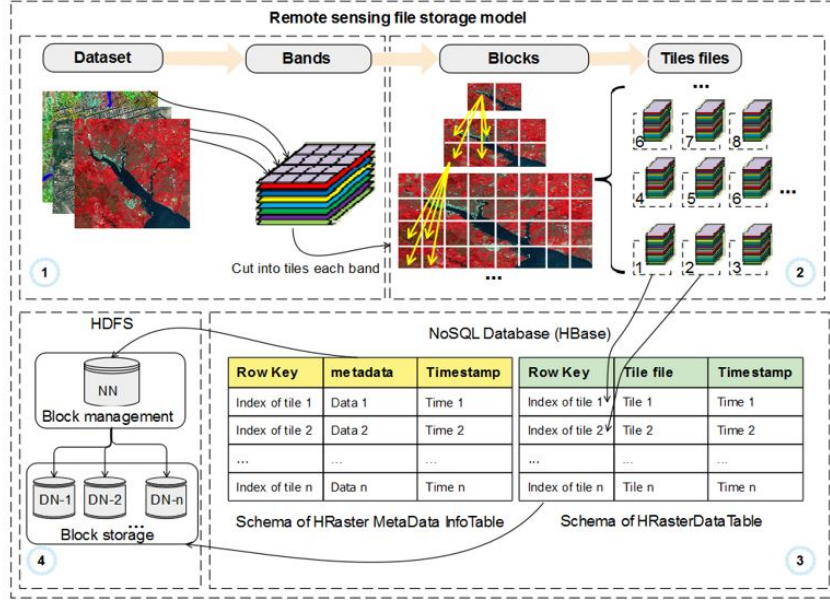 Remote sensing file storage model
Dataset
Bands
Blocks
Tiles files
Cut into tiles each band
...
...
6
7
8
4
5
6
...
1
2
3
1
2
HDFS
NN
Block management
DN-1
DN-2
DN-n
...
Block storage
4
NoSQL Database (HBase)
Row Key metadata Timestamp
Index of tile 1 Data 1 Time 1
Index of tile 2 Data 2 Time 2
... ... ...
Index of tile n Data n Time n
Schema of HRaster MetaData InfoTable
Row Key Tile file Timestamp
Index of tile 1 Tile 1 Time 1
Index of tile 2 Tile 2 Time 2
... ... ...
Index of tile n Tile n Time n
Schema of HRasterDataTable
3